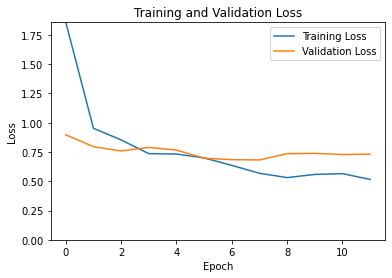 Training and Validation Loss
Training Loss
Validation Loss
Loss
1.75
1.50
1.25
1.00
0.75
0.50
0.25
0.00
0 2 4 6 8 10
Epoch